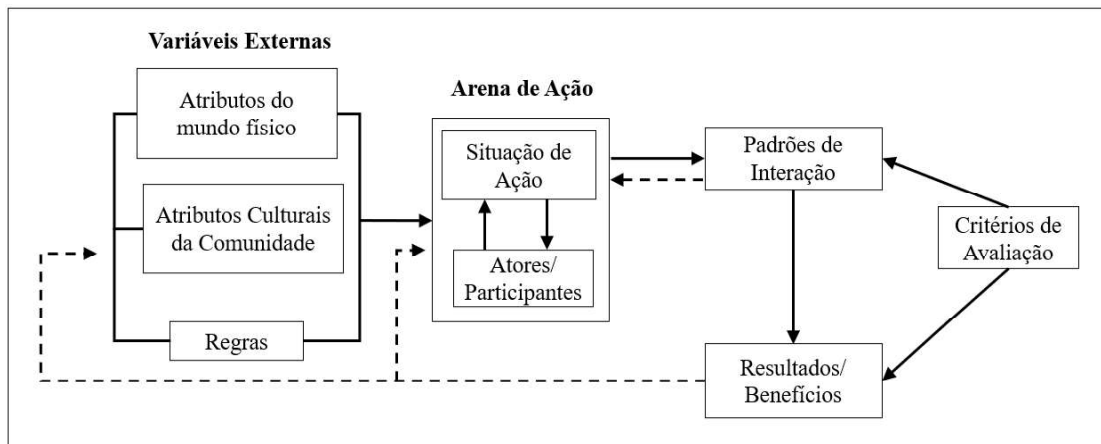 Variáveis Externas
Atributos do
mundo físico
Atributos Culturais
da Comunidade
Regras
Arena de Ação
Situação de
Ação
Atores/
Participantes
Padrões de
Interação
Critérios de
Avaliação
Resultados/
Benefícios